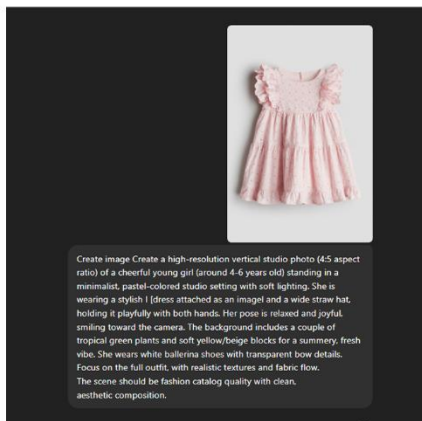 Create image Create a high-resolution vertical studio photo (4:5 aspect
ratio) of a cheerful young girl (around 4-6 years old) standing in a
minimalist, pastel-colored studio setting with soft lighting. She is
wearing a stylish l [dress attached as an imagel and a wide straw hat,
holding it playfully with both hands. Her pose is relaxed and joyful,
smiling toward the camera. The background includes a couple of
tropical green plants and soft yellow/beige blocks for a summery, fresh
vibe. She wears white ballerina shoes with transparent bow details.
Focus on the full outfit, with realistic textures and fabric flow.
The scene should be fashion catalog quality with clean,
aesthetic composition.